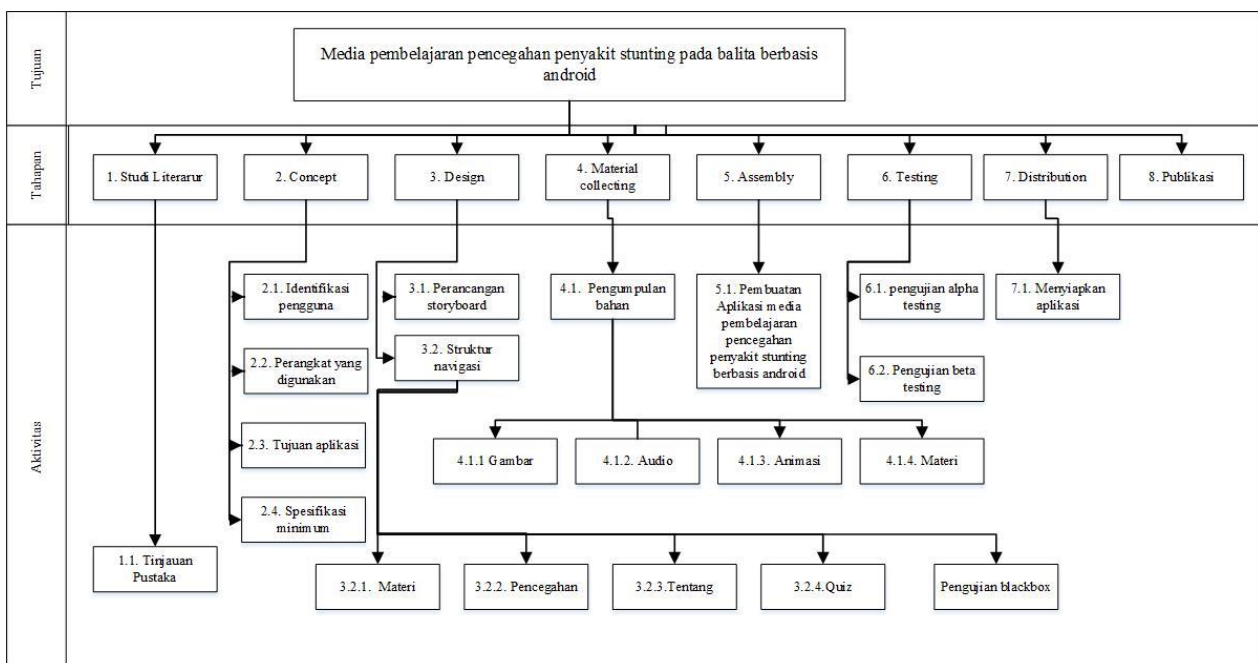 Tujuan
Media pembelajaran pencegahan penyakit stunting pada balita berbasis
android
Tahapan
1. Studi Literarur
2. Concept
3. Design
4. Material
collecting
5. Assembly
6. Testing
7. Distribution
8. Publikasi
Aktivitas
2.1. Identifikasi
pengguna
3.1. Perancangan
storyboard
4.1. Pengumpulan
bahan
5.1. Pembuatan
Aplikasi media
pembelajaran
pencegahan
penyakit stunting
berbasis android
6.1. pengujian alpha
testing
7.1. Menyiapkan
aplikasi
2.2. Perangkat yang
digunakan
3.2. Struktur
navigasi
6.2. Pengujian beta
testing
2.3. Tujuan aplikasi
4.1.1 Gambar
4.1.2. Audio
4.1.3. Animasi
4.1.4. Materi
2.4. Spesifikasi
minimum
1.1. Tinjauan
Pustaka
3.2.1. Materi
3.2.2. Pencegahan
3.2.3.Tentang
3.2.4.Quiz
Pengujian blackbox